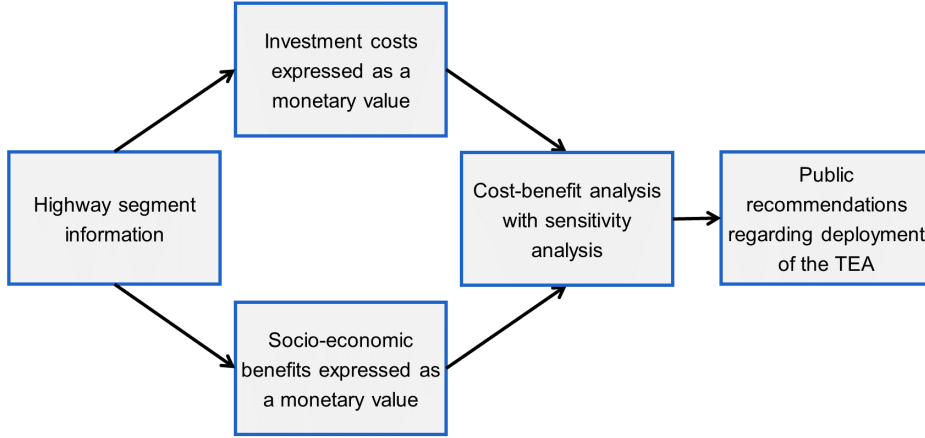 Investment costs
expressed as a
monetary value
Highway segment
information
Cost-benefit analysis
with sensitivity
analysis
Public
recommendations
regarding deployment
of the TEA
Socio-economic
benefits expressed as
a monetary value